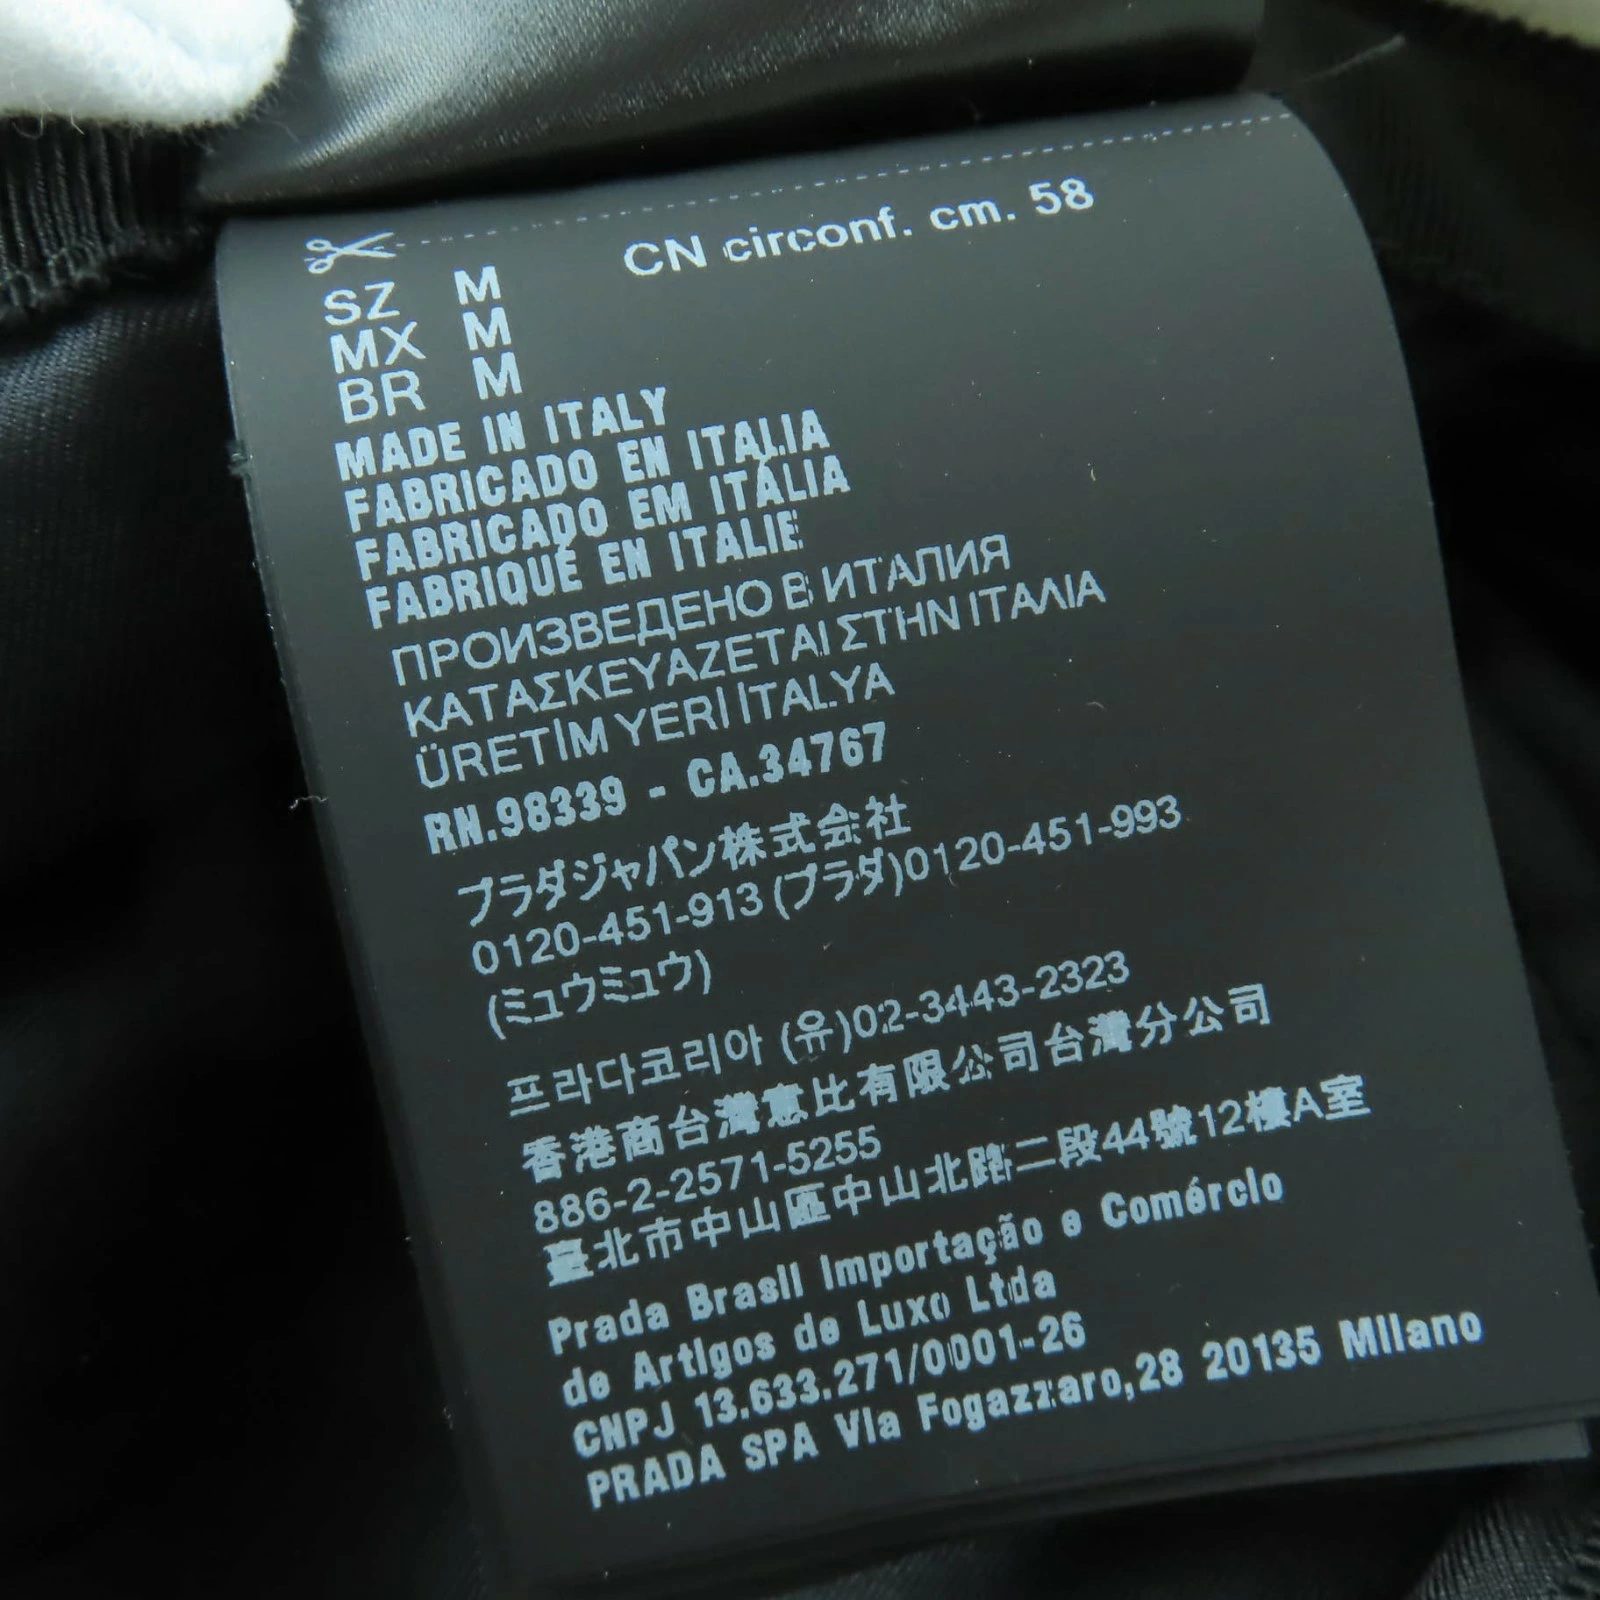 CN circonf. cm. 58
SZ M
MX M
BR M
MADE IN ITALY
FABRICADO EN ITALIA
FABRICADO EM ITÁLIA
FABRIQUÉ EN ITALIE
ПРОИЗВЕДЕНО В ИТАЛИЯ
ΚΑΤΑΣΚΕΥΑΖΕΤΑΙ ΣΤΗΝ ΙΤΑΛΙΑ
ÜRETİM YERİ İTALYA
RN.98339 - CA.34767
プラダジャパン株式会社
0120-451-913 (プラダ)0120-451-993
(ミュウミュウ)
프라다코리아 (유)02-3443-2323
香港商台灣惠比有限公司台灣分公司
886-2-2571-5255
臺北市中山區中山北路二段44號12樓A室
Prada Brasil Importação e Comércio
de Artigos de Luxo Ltda
CNPJ 13.633.271/0001-26
PRADA SPA Via Fogazzaro,28 20135 Milano